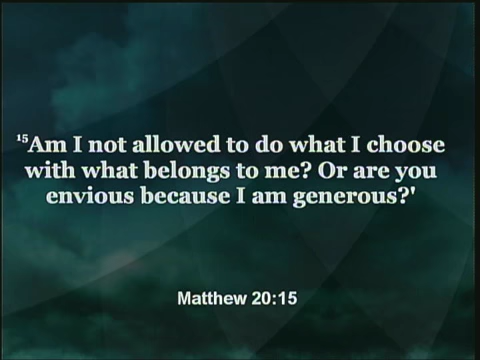 ¹⁵Am I not allowed to do what I choose
with what belongs to me? Or are you
envious because I am generous?'
Matthew 20:15